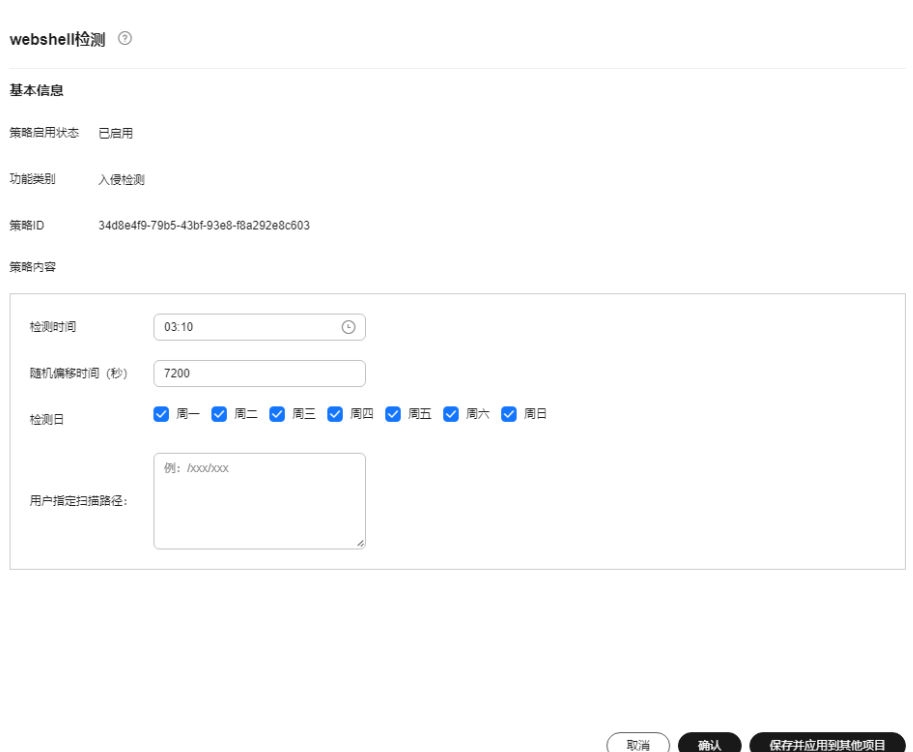 webshell检测
基本信息
策略启用状态 已启用
功能类别 入侵检测
策略ID 34d8e4f9-79b5-43bf-93e8-f8a292e8c603
策略内容
检测时间 03:10
随机偏移时间（秒） 7200
检测日 周一 周二 周三 周四 周五 周六 周日
用户指定扫描路径： 例：/xxx/xxx
取消 确认 保存并应用到其他项目